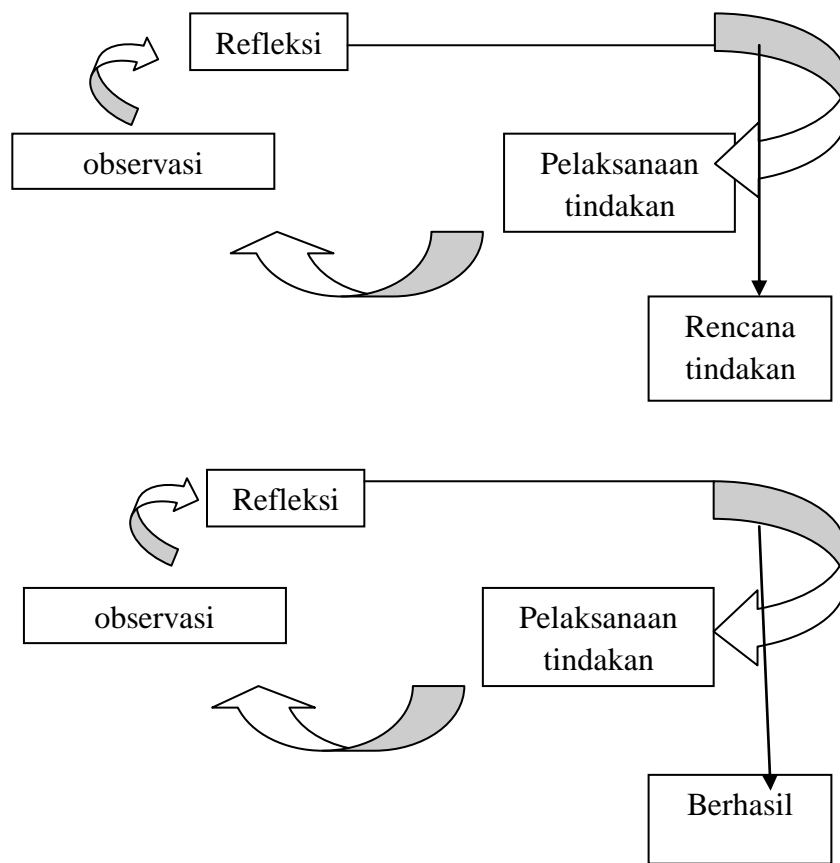 Refleksi
observasi
Pelaksanaan
tindakan
Rencana
tindakan
Refleksi
observasi
Pelaksanaan
tindakan
Berhasil